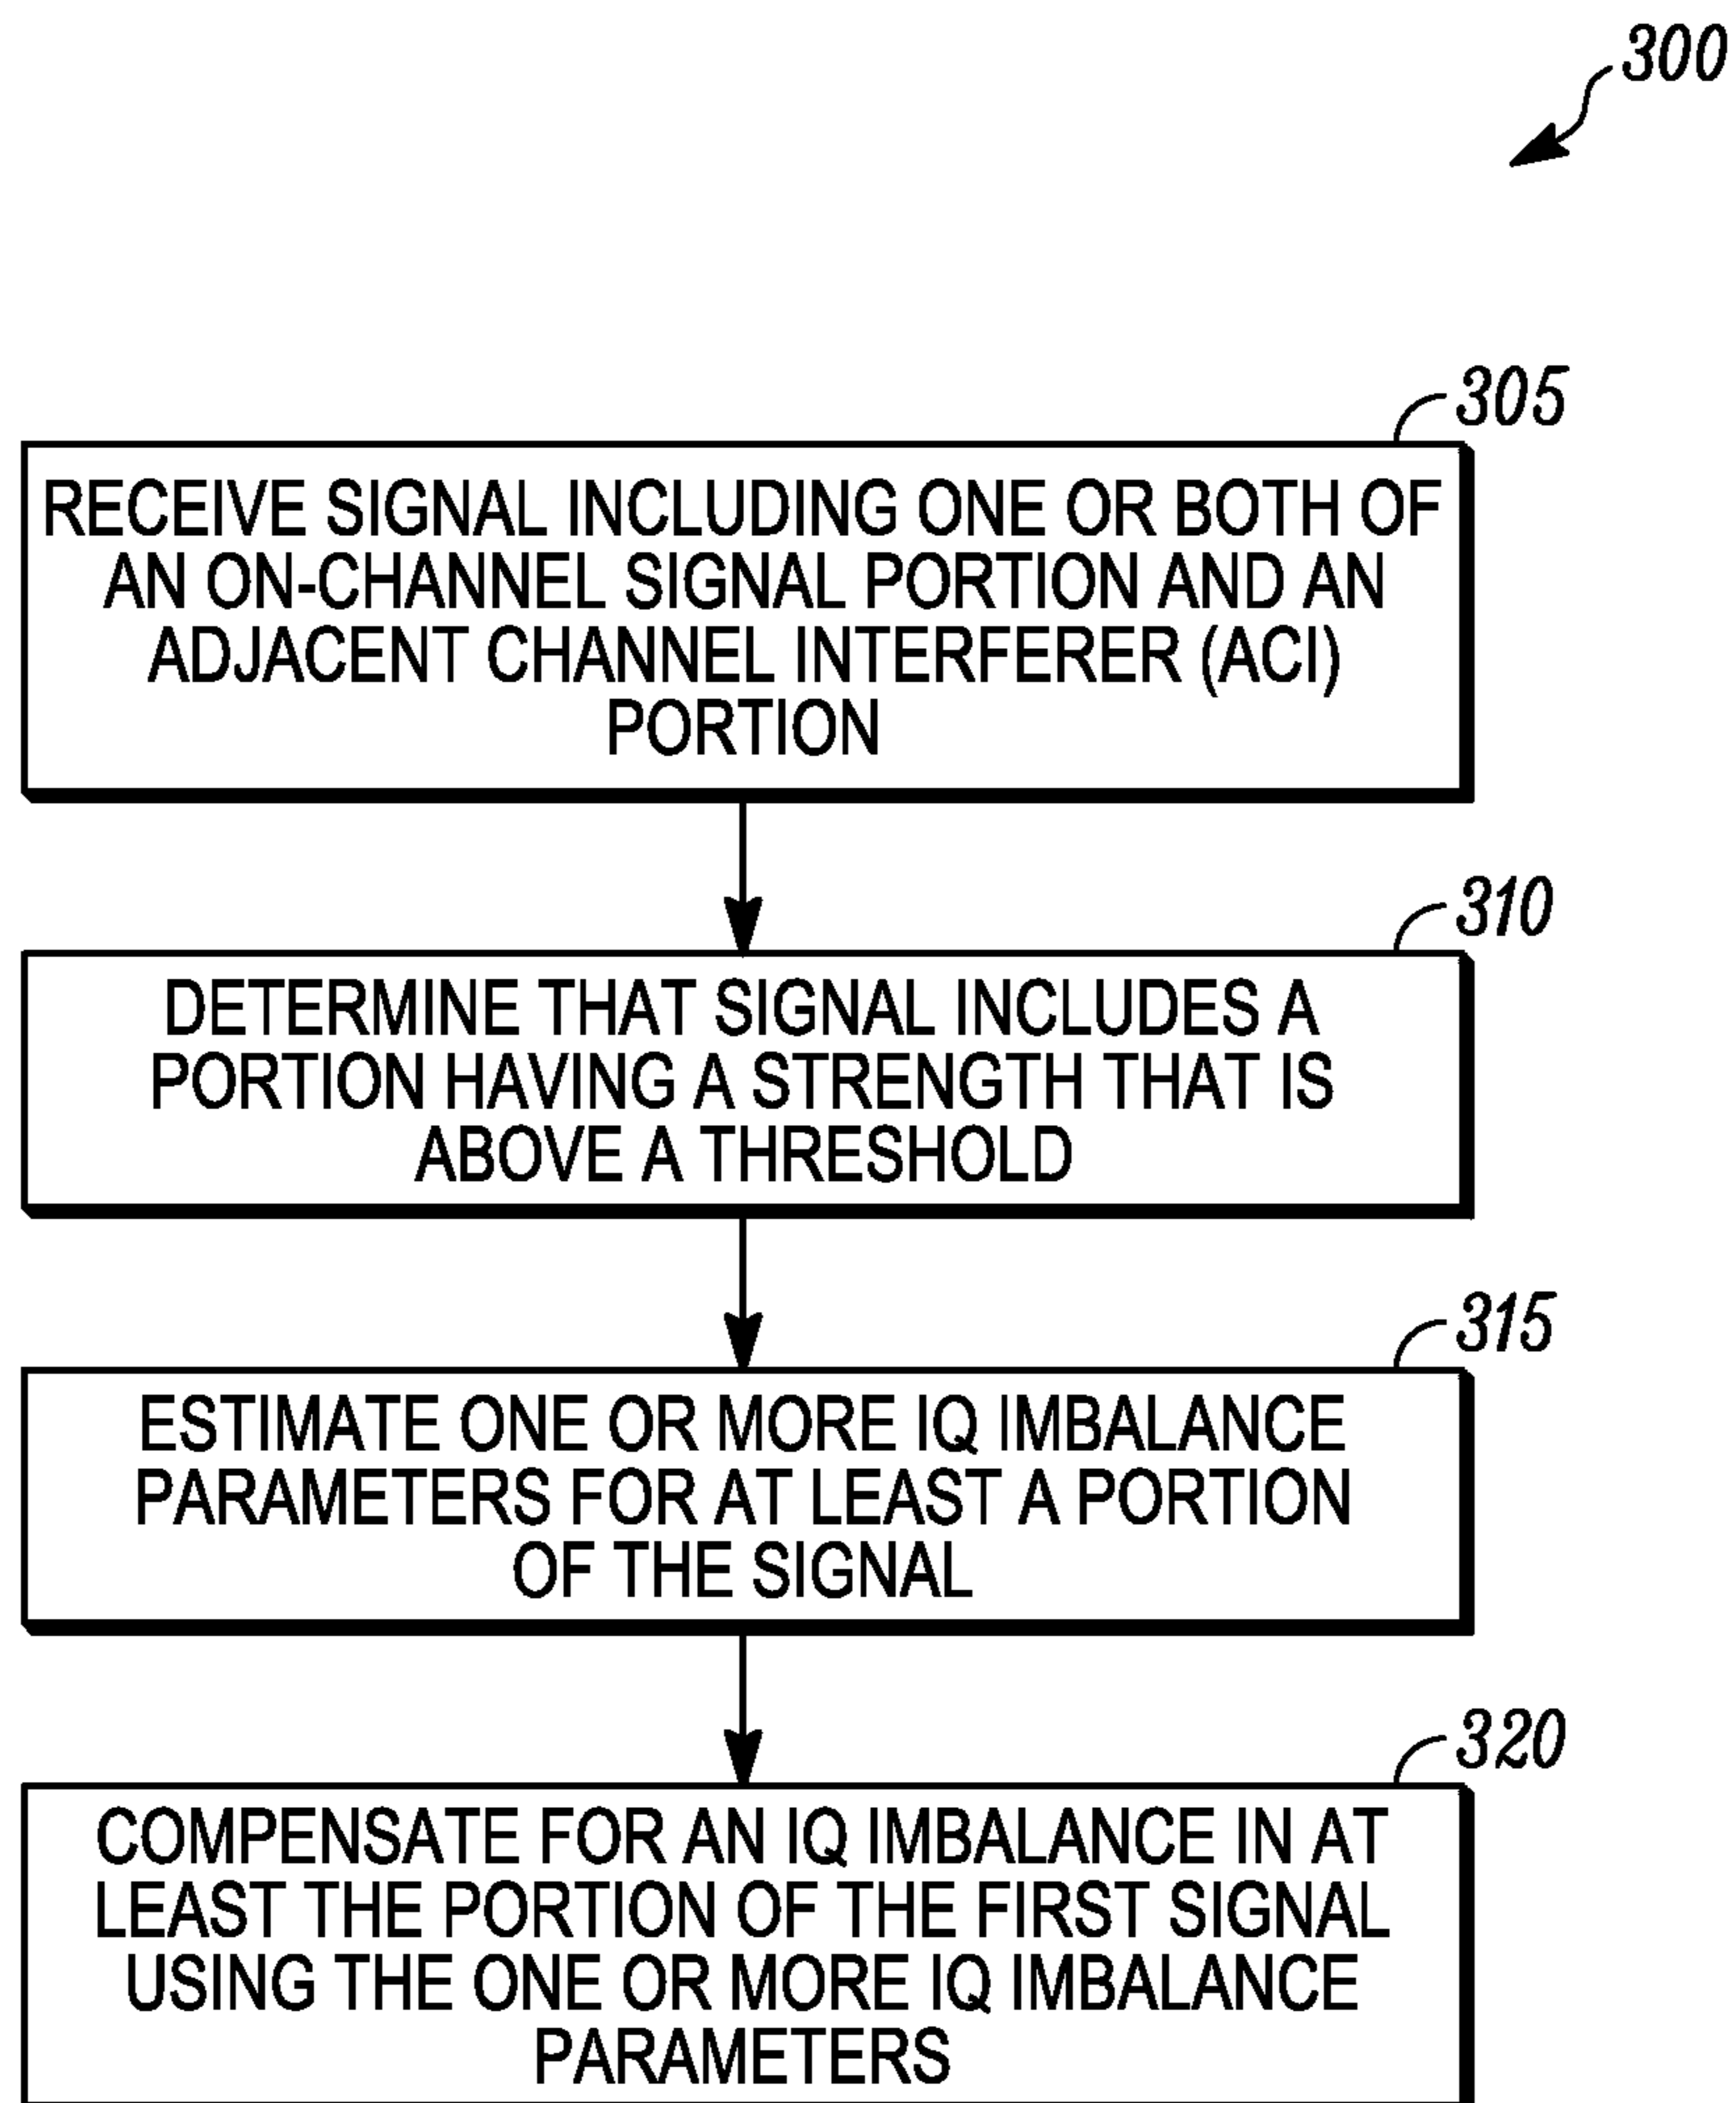 300
305
RECEIVE SIGNAL INCLUDING ONE OR BOTH OF
AN ON-CHANNEL SIGNAL PORTION AND AN
ADJACENT CHANNEL INTERFERER (ACI)
PORTION
310
DETERMINE THAT SIGNAL INCLUDES A
PORTION HAVING A STRENGTH THAT IS
ABOVE A THRESHOLD
315
ESTIMATE ONE OR MORE IQ IMBALANCE
PARAMETERS FOR AT LEAST A PORTION
OF THE SIGNAL
320
COMPENSATE FOR AN IQ IMBALANCE IN AT
LEAST THE PORTION OF THE FIRST SIGNAL
USING THE ONE OR MORE IQ IMBALANCE
PARAMETERS